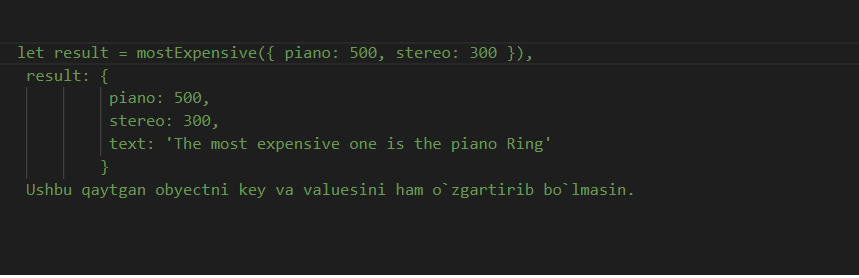 let result = mostExpensive({ piano: 500, stereo: 300 }),
result: {
piano: 500,
stereo: 300,
text: 'The most expensive one is the piano Ring'
}
Ushbu qaytgan obyectni key va valuesini ham o`zgartirib bo`lmasin.